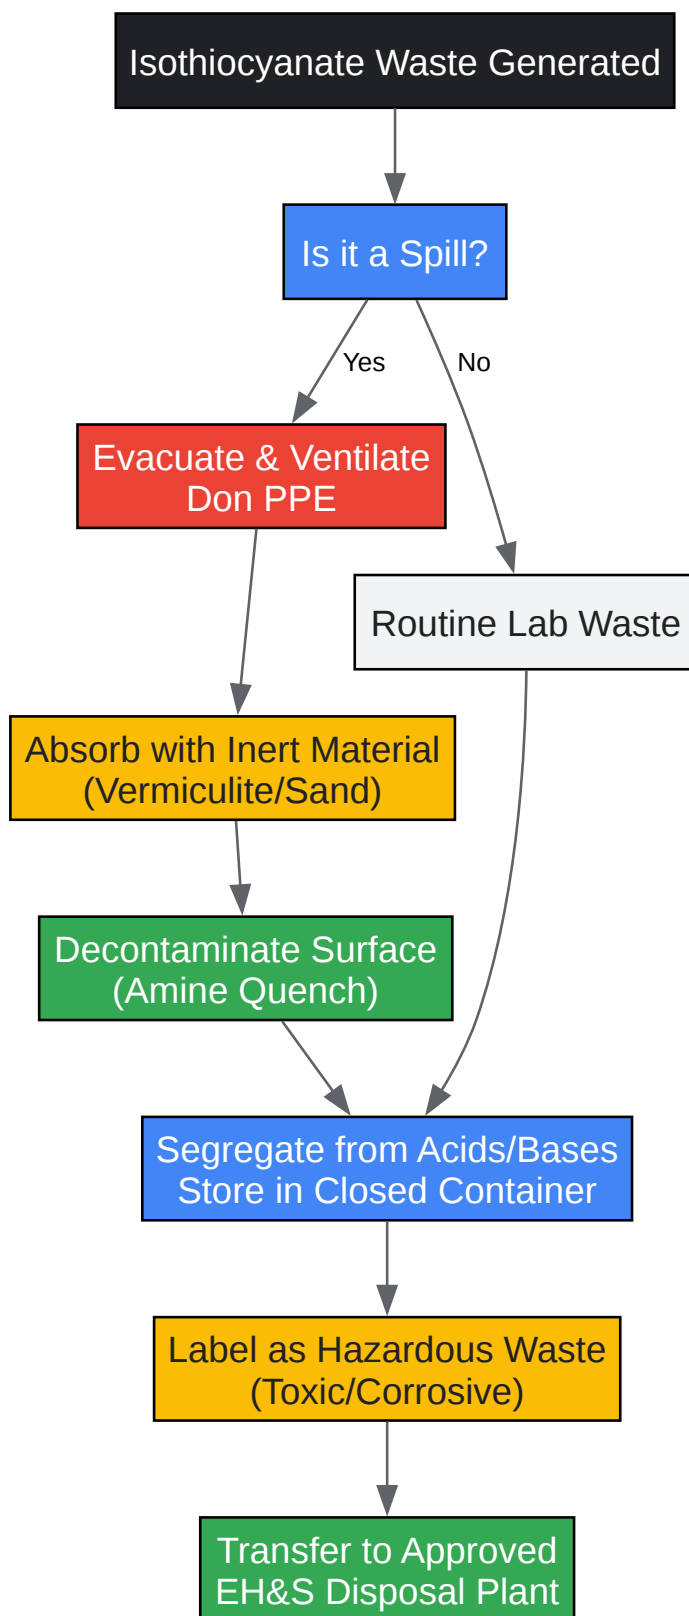 Isothiocyanate Waste Generated
Is it a Spill?
Yes
No
Evacuate & Ventilate
Don PPE
Routine Lab Waste
Absorb with Inert Material
(Vermiculite/Sand)
Decontaminate Surface
(Amine Quench)
Segregate from Acids/Bases
Store in Closed Container
Label as Hazardous Waste
(Toxic/Corrosive)
Transfer to Approved
EH&S Disposal Plant